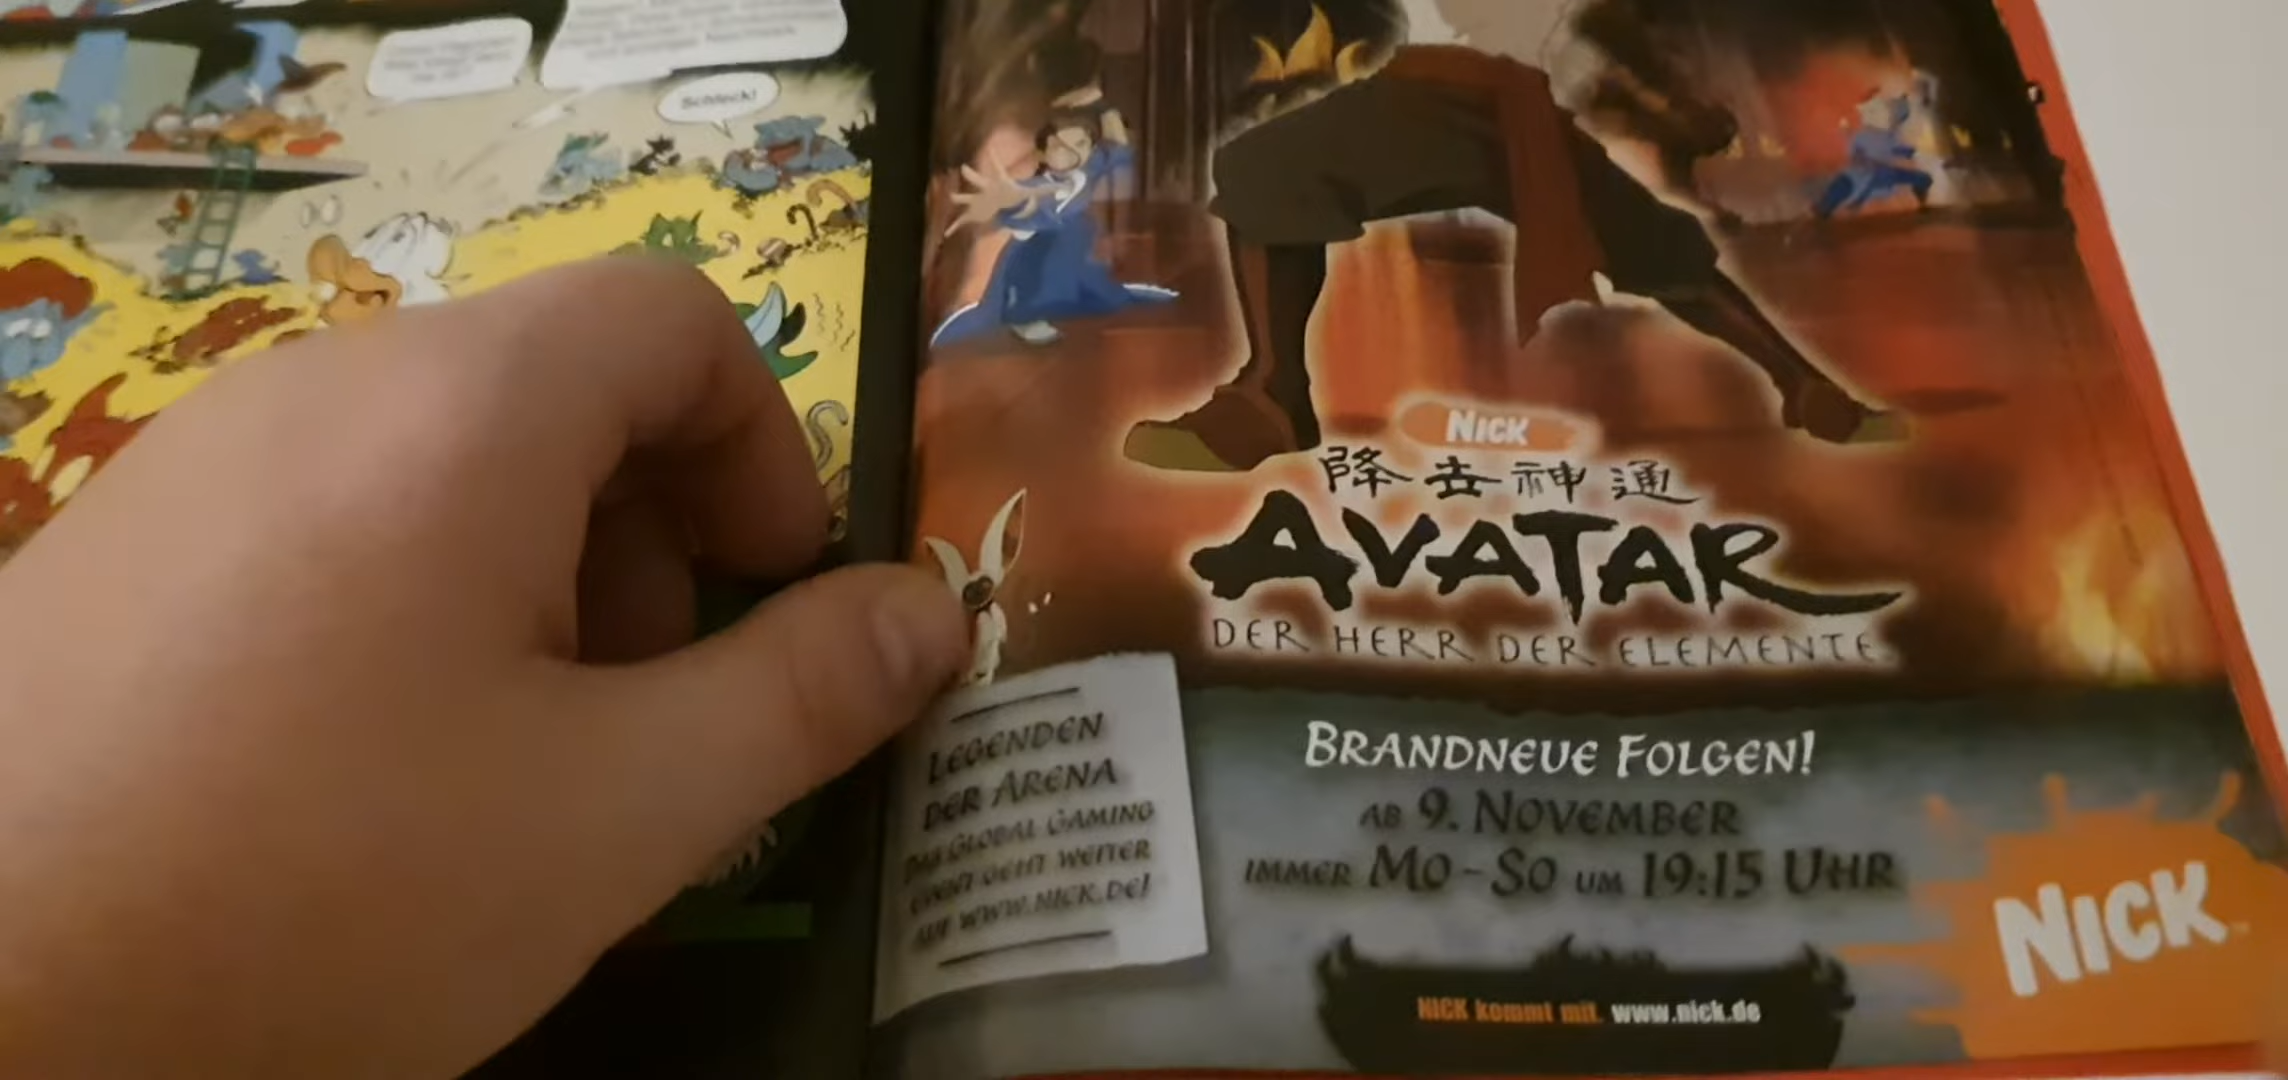 Schleck!
NICK
降去神通
AVATAR
DER HERR DER ELEMENTE
LEGENDEN
DER ARENA
DAS GLOBAL GAMING
EVENT GEHT WEITER
AUF WWW.NICK.DE!
BRANDNEUE FOLGEN!
AB 9. NOVEMBER
IMMER MO - SO UM 19:15 UHR
NICK kommt mit. www.nick.de
NICK